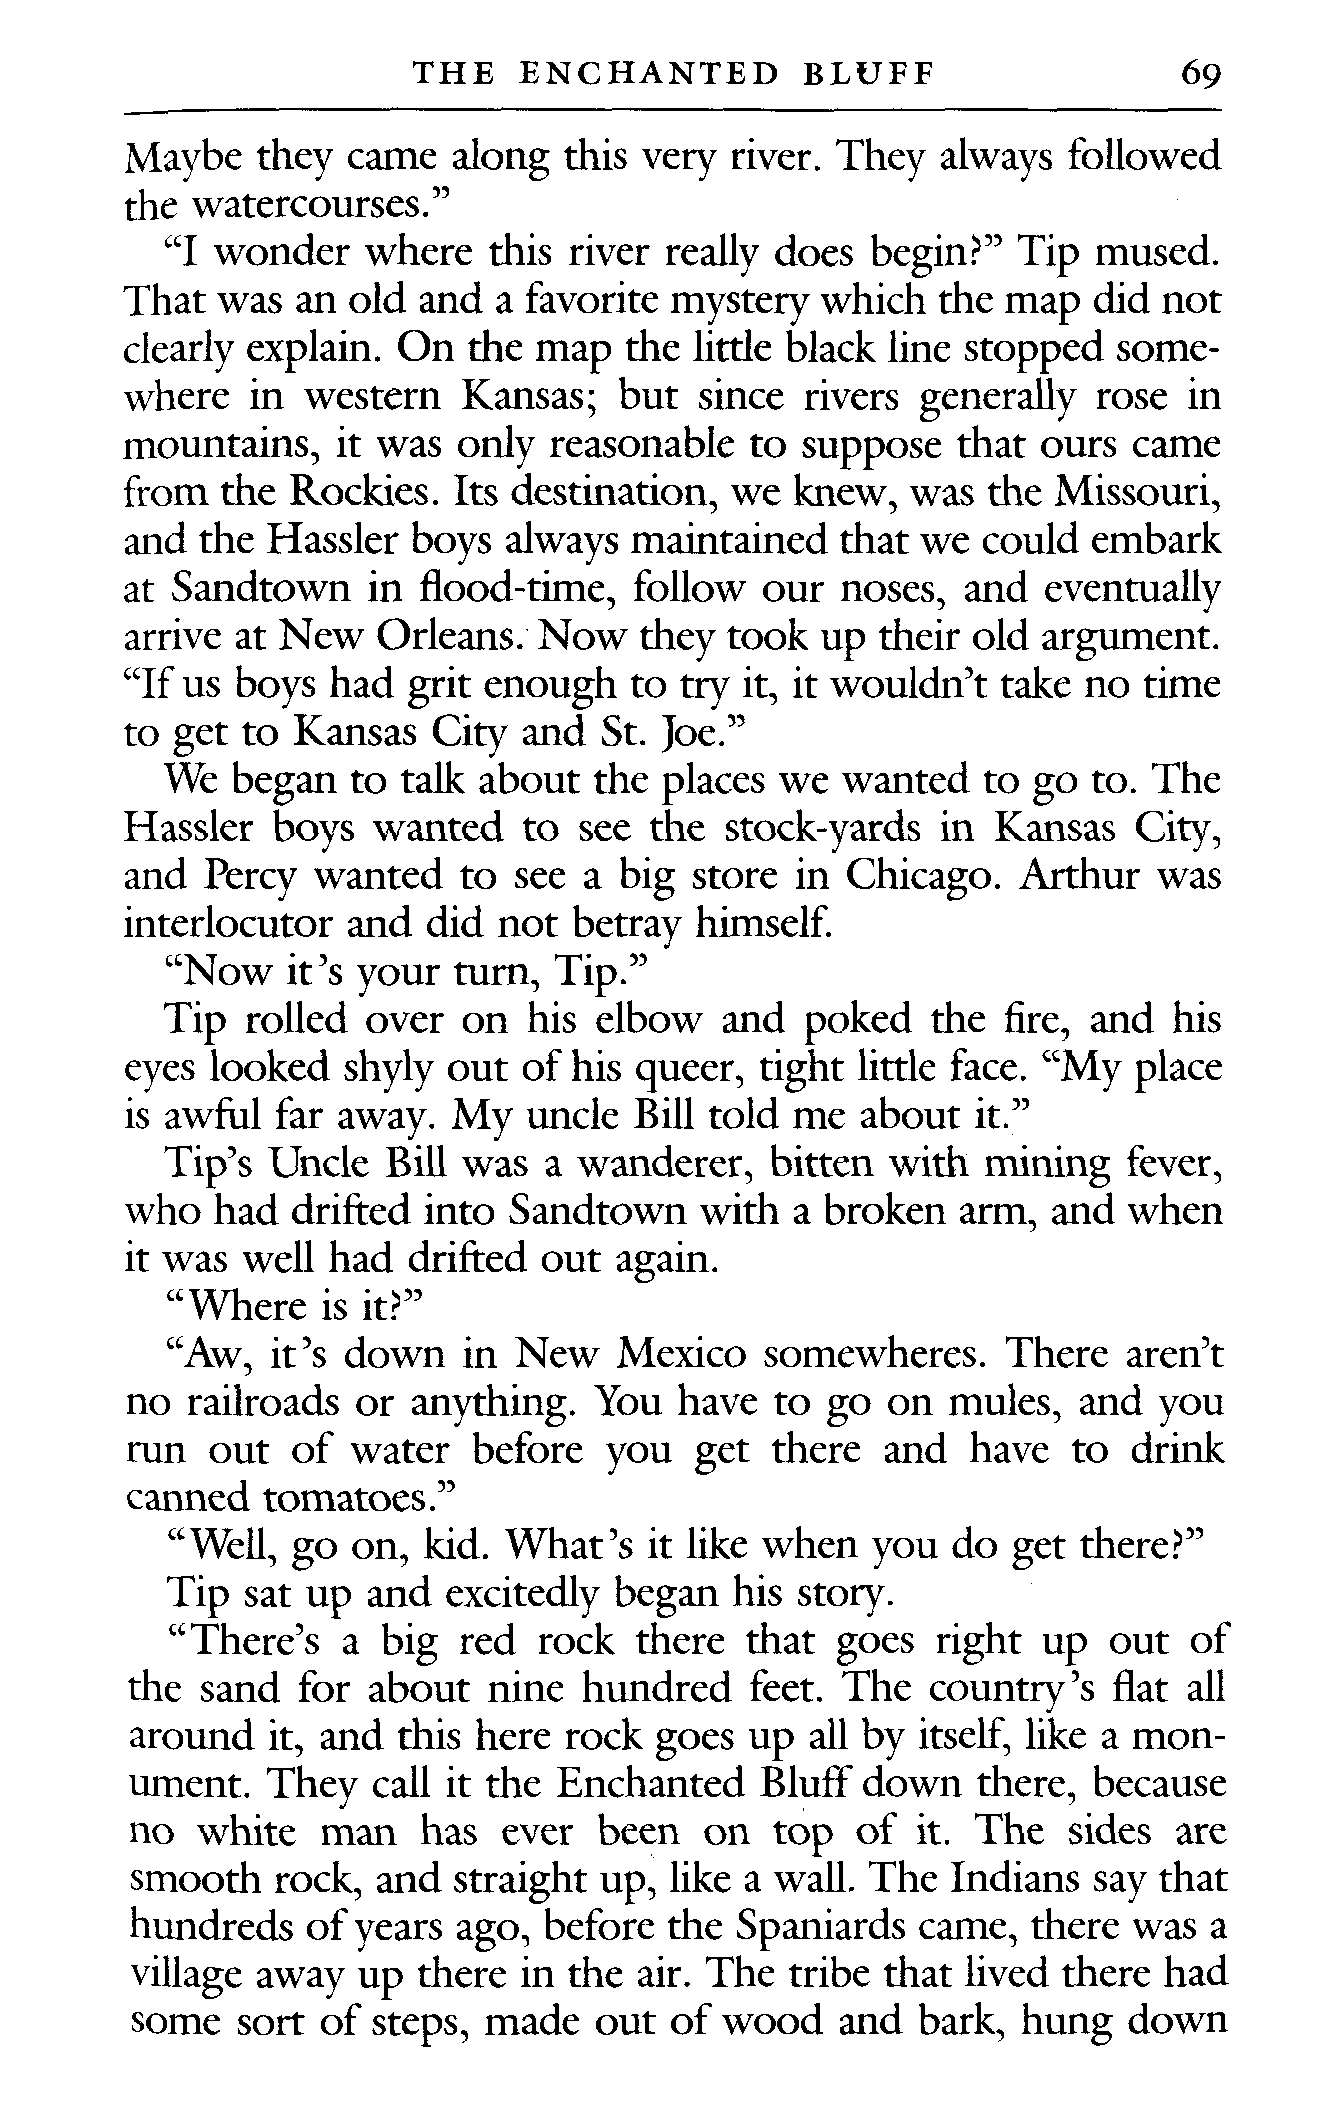 THE ENCHANTED BLUFF 69
Maybe they came along this very river. They always followed
the watercourses.”
“I wonder where this river really does begin?” Tip mused.
That was an old and a favorite mystery which the map did not
clearly explain. On the map the little black line stopped some-
where in western Kansas; but since rivers generally rose in
mountains, it was only reasonable to suppose that ours came
from the Rockies. Its destination, we knew, was the Missouri,
and the Hassler boys always maintained that we could embark
at Sandtown in flood-time, follow our noses, and eventually
arrive at New Orleans. Now they took up their old argument.
“If us boys had grit enough to try it, it wouldn’t take no time
to get to Kansas City and St. Joe.”
We began to talk about the places we wanted to go to. The
Hassler boys wanted to see the stock-yards in Kansas City,
and Percy wanted to see a big store in Chicago. Arthur was
interlocutor and did not betray himself.
“Now it’s your turn, Tip.”
Tip rolled over on his elbow and poked the fire, and his
eyes looked shyly out of his queer, tight little face. “My place
is awful far away. My uncle Bill told me about it.”
Tip’s Uncle Bill was a wanderer, bitten with mining fever,
who had drifted into Sandtown with a broken arm, and when
it was well had drifted out again.
“Where is it?”
“Aw, it’s down in New Mexico somewheres. There aren’t
no railroads or anything. You have to go on mules, and you
run out of water before you get there and have to drink
canned tomatoes.”
“Well, go on, kid. What’s it like when you do get there?”
Tip sat up and excitedly began his story.
“There’s a big red rock there that goes right up out of
the sand for about nine hundred feet. The country’s flat all
around it, and this here rock goes up all by itself, like a mon-
ument. They call it the Enchanted Bluff down there, because
no white man has ever been on top of it. The sides are
smooth rock, and straight up, like a wall. The Indians say that
hundreds of years ago, before the Spaniards came, there was a
village away up there in the air. The tribe that lived there had
some sort of steps, made out of wood and bark, hung down